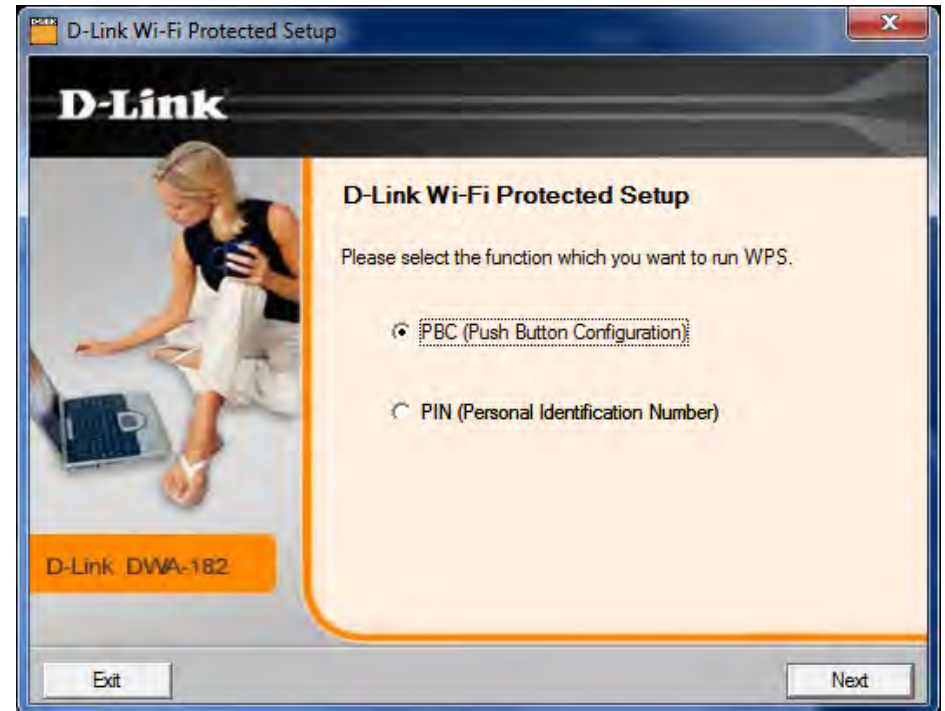 D-Link Wi-Fi Protected Setup
D-Link
D-Link Wi-Fi Protected Setup
Please select the function which you want to run WPS.
PBC (Push Button Configuration)
PIN (Personal Identification Number)
D-Link DWA-182
Exit
Next